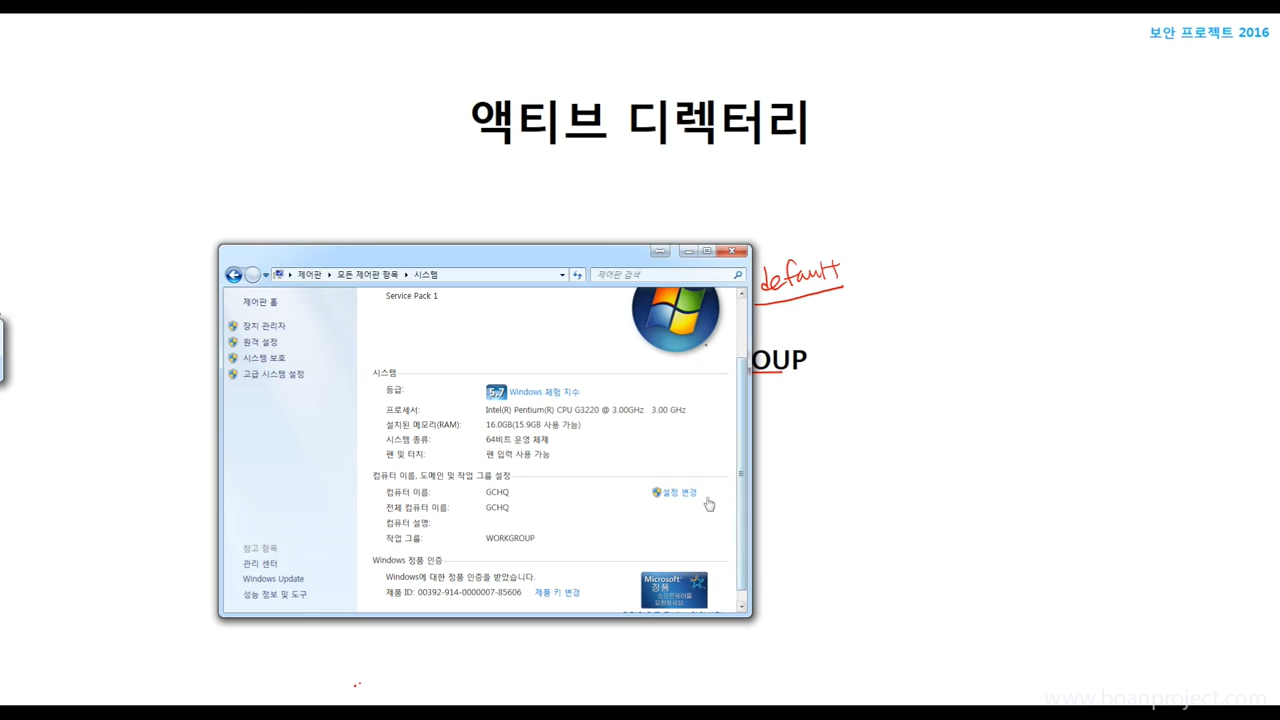 보안 프로젝트 2016
액티브 디렉터리
제어판 모든 제어판 항목 시스템
제어판 검색
default
OUP
제어판 홈
장치 관리자
원격 설정
시스템 보호
고급 시스템 설정
참고 항목
관리 센터
Windows Update
성능 정보 및 도구
Service Pack 1
시스템
등급: 5.7 Windows 체험 지수
프로세서: Intel(R) Pentium(R) CPU G3220 @ 3.00GHz 3.00 GHz
설치된 메모리(RAM): 16.0GB(15.9GB 사용 가능)
시스템 종류: 64비트 운영 체제
펜 및 터치: 펜 입력 사용 가능
컴퓨터 이름, 도메인 및 작업 그룹 설정
컴퓨터 이름: GCHQ 설정 변경
전체 컴퓨터 이름: GCHQ
컴퓨터 설명:
작업 그룹: WORKGROUP
Windows 정품 인증
Windows에 대한 정품 인증을 받았습니다.
제품 ID: 00392-914-0000007-85606 제품 키 변경
Microsoft
정품
소프트웨어를
요청하세요
www.boanproject.com